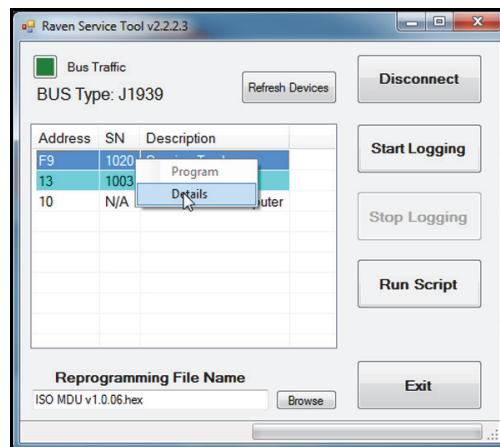 Raven Service Tool v2.2.2.3
Bus Traffic
BUS Type: J1939
Refresh Devices
Disconnect
Address SN Description
F9 1020
13 1003
10 N/A
Program
Details
Start Logging
Stop Logging
Run Script
Reprogramming File Name
ISO MDU v1.0.06.hex
Browse
Exit